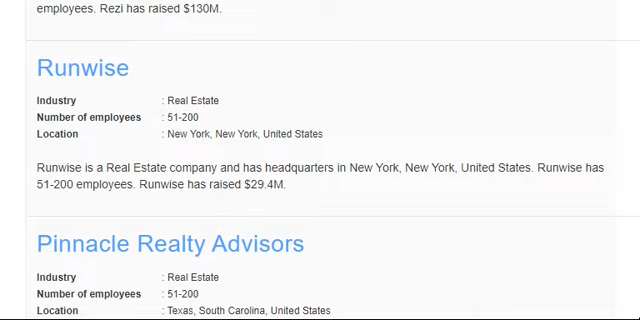 employees. Rezi has raised $130M.
Runwise
Industry : Real Estate
Number of employees : 51-200
Location : New York, New York, United States
Runwise is a Real Estate company and has headquarters in New York, New York, United States. Runwise has
51-200 employees. Runwise has raised $29.4M.
Pinnacle Realty Advisors
Industry : Real Estate
Number of employees : 51-200
Location : Texas, South Carolina, United States